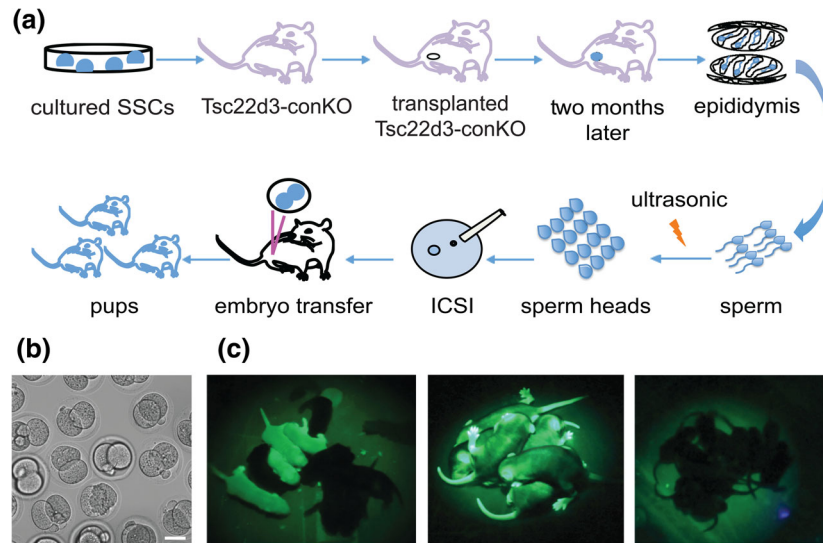 (a)
cultured SSCs
Tsc22d3-conKO
transplanted
Tsc22d3-conKO
two months
later
epididymis
pups
embryo transfer
ICSI
sperm heads
ultrasonic
sperm
(b)
(c)